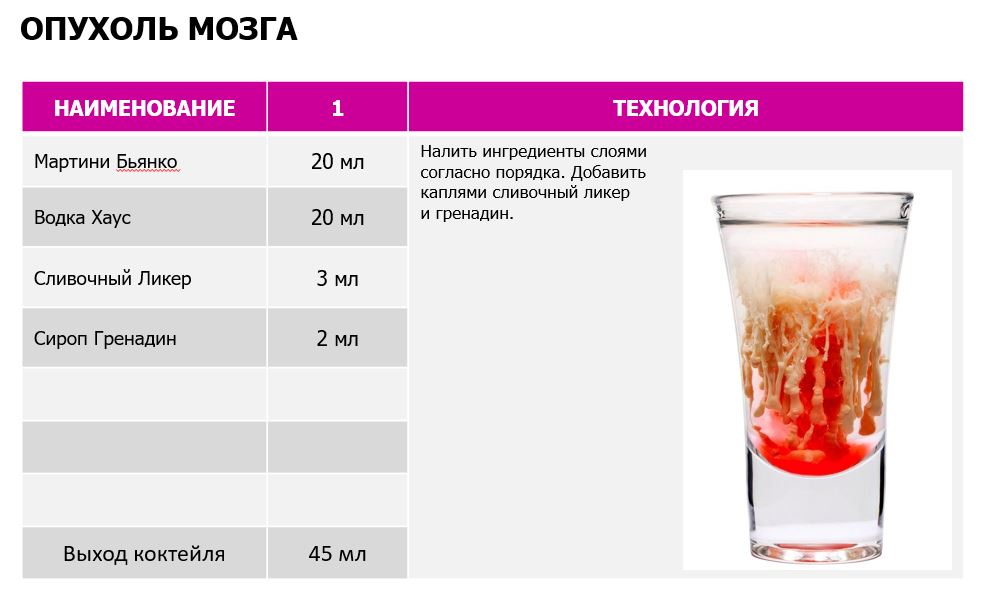 ОПУХОЛЬ МОЗГА
НАИМЕНОВАНИЕ 1 ТЕХНОЛОГИЯ
Мартини Бьянко 20 мл
Водка Хаус 20 мл
Сливочный Ликер 3 мл
Сироп Гренадин 2 мл
Выход коктейля 45 мл
Налить ингредиенты слоями
согласно порядка. Добавить
каплями сливочный ликер
и гренадин.